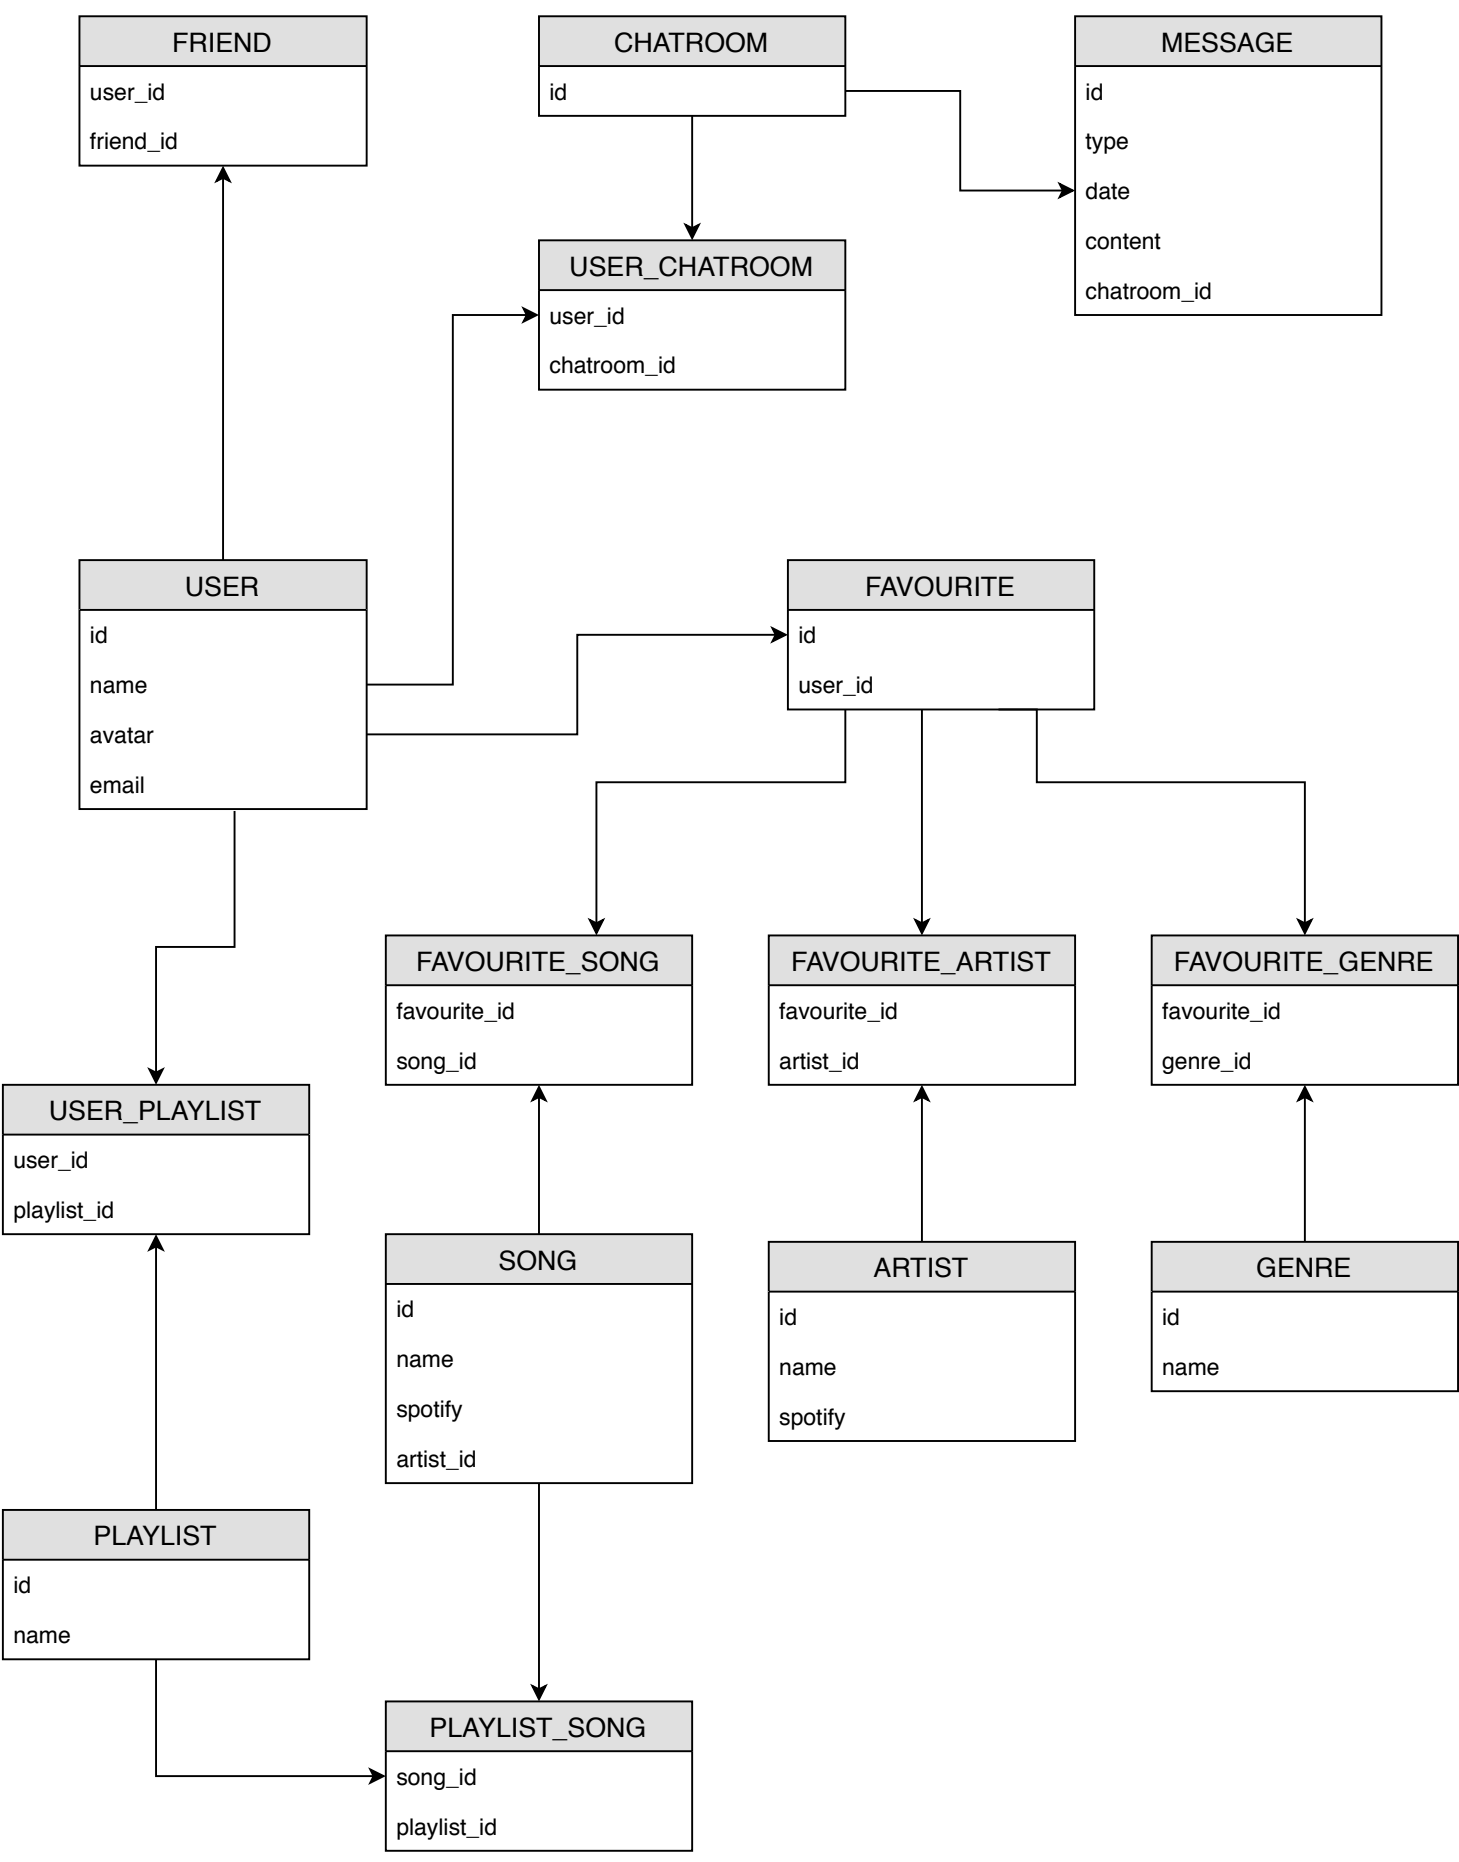 FRIEND
user_id
friend_id
CHATROOM
id
MESSAGE
id
type
date
content
chatroom_id
USER_CHATROOM
user_id
chatroom_id
USER
id
name
avatar
email
FAVOURITE
id
user_id
FAVOURITE_SONG
favourite_id
song_id
FAVOURITE_ARTIST
favourite_id
artist_id
FAVOURITE_GENRE
favourite_id
genre_id
USER_PLAYLIST
user_id
playlist_id
SONG
id
name
spotify
artist_id
ARTIST
id
name
spotify
GENRE
id
name
PLAYLIST
id
name
PLAYLIST_SONG
song_id
playlist_id